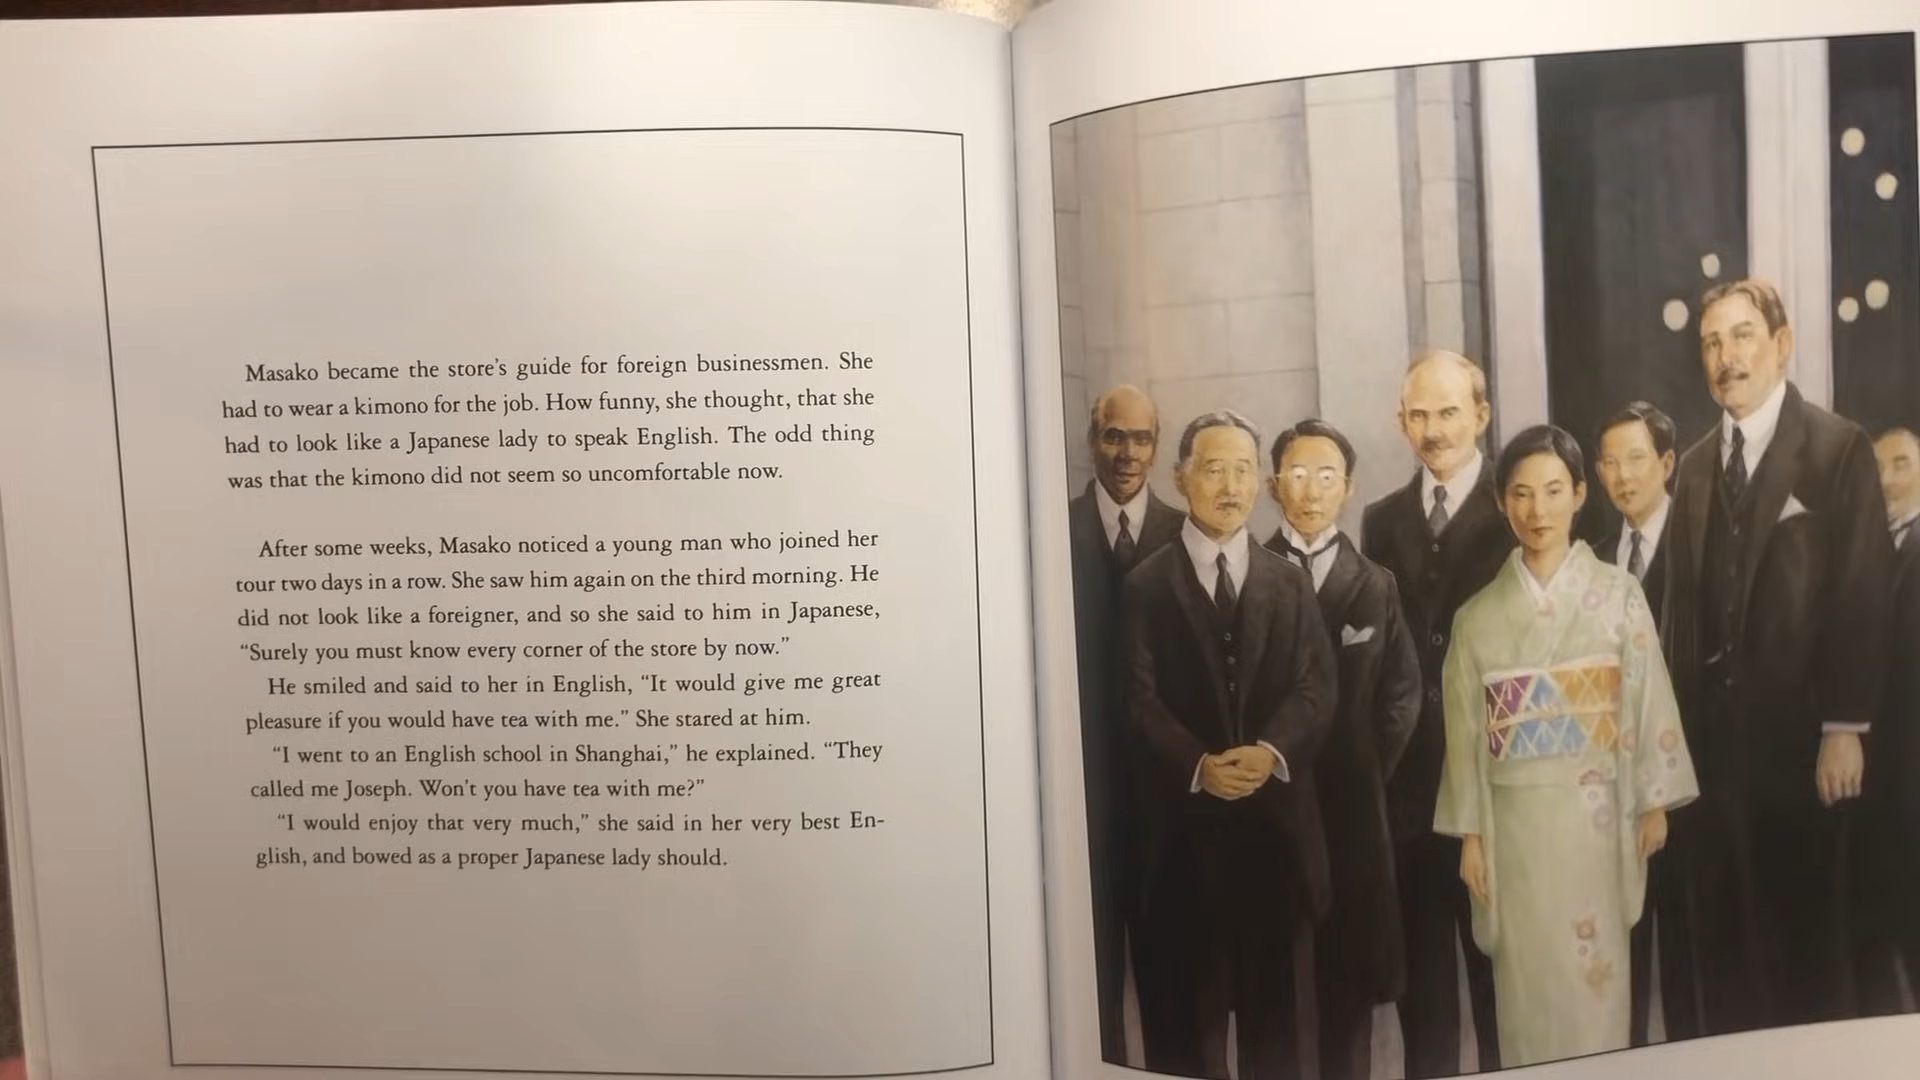 Masako became the store's guide for foreign businessmen. She
had to wear a kimono for the job. How funny, she thought, that she
had to look like a Japanese lady to speak English. The odd thing
was that the kimono did not seem so uncomfortable now.
After some weeks, Masako noticed a young man who joined her
tour two days in a row. She saw him again on the third morning. He
did not look like a foreigner, and so she said to him in Japanese,
“Surely you must know every corner of the store by now.”
He smiled and said to her in English, “It would give me great
pleasure if you would have tea with me.” She stared at him.
“I went to an English school in Shanghai,” he explained. “They
called me Joseph. Won't you have tea with me?”
“I would enjoy that very much,” she said in her very best En-
glish, and bowed as a proper Japanese lady should.